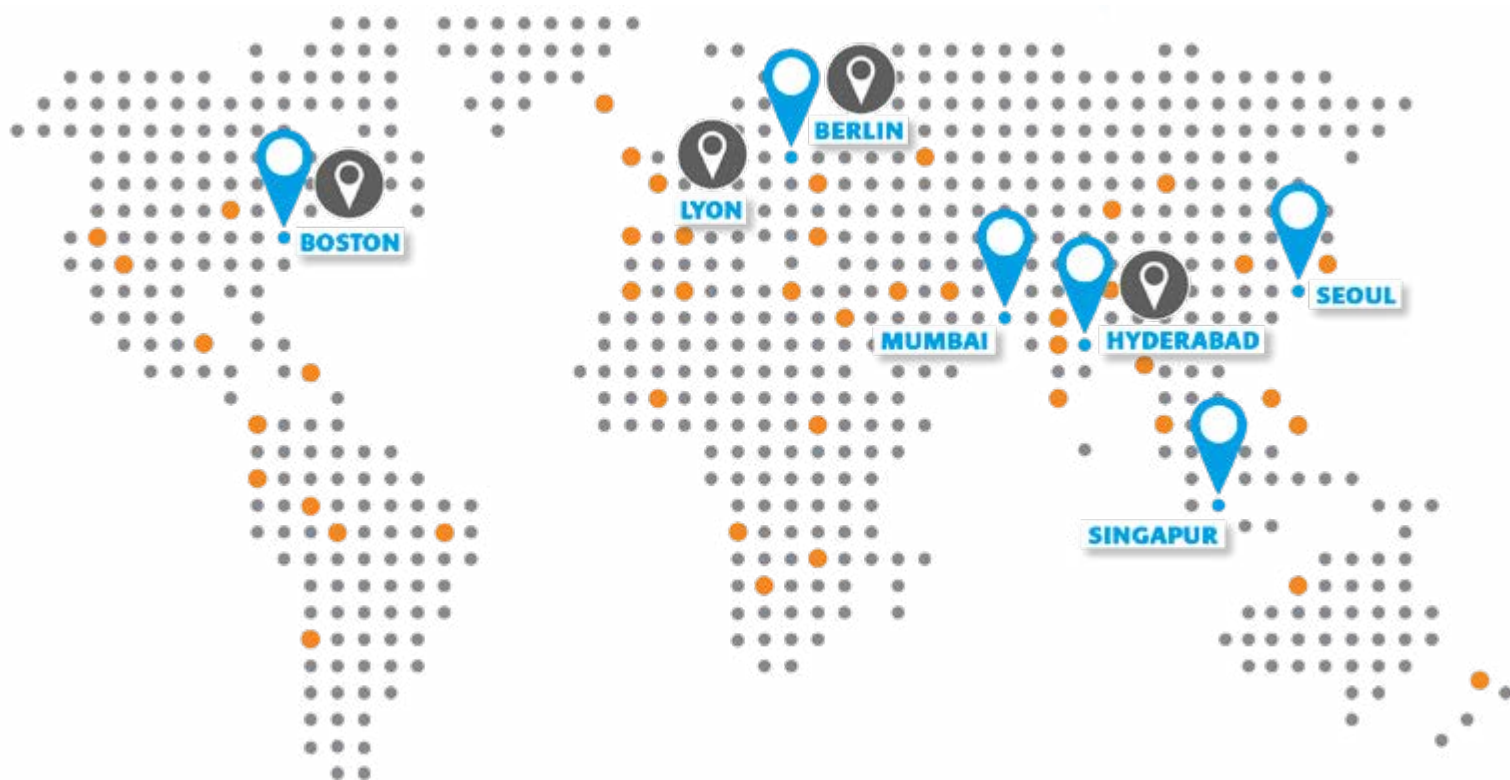 BERLIN
LYON
BOSTON
SEOUL
MUMBAI
HYDERABAD
SINGAPUR